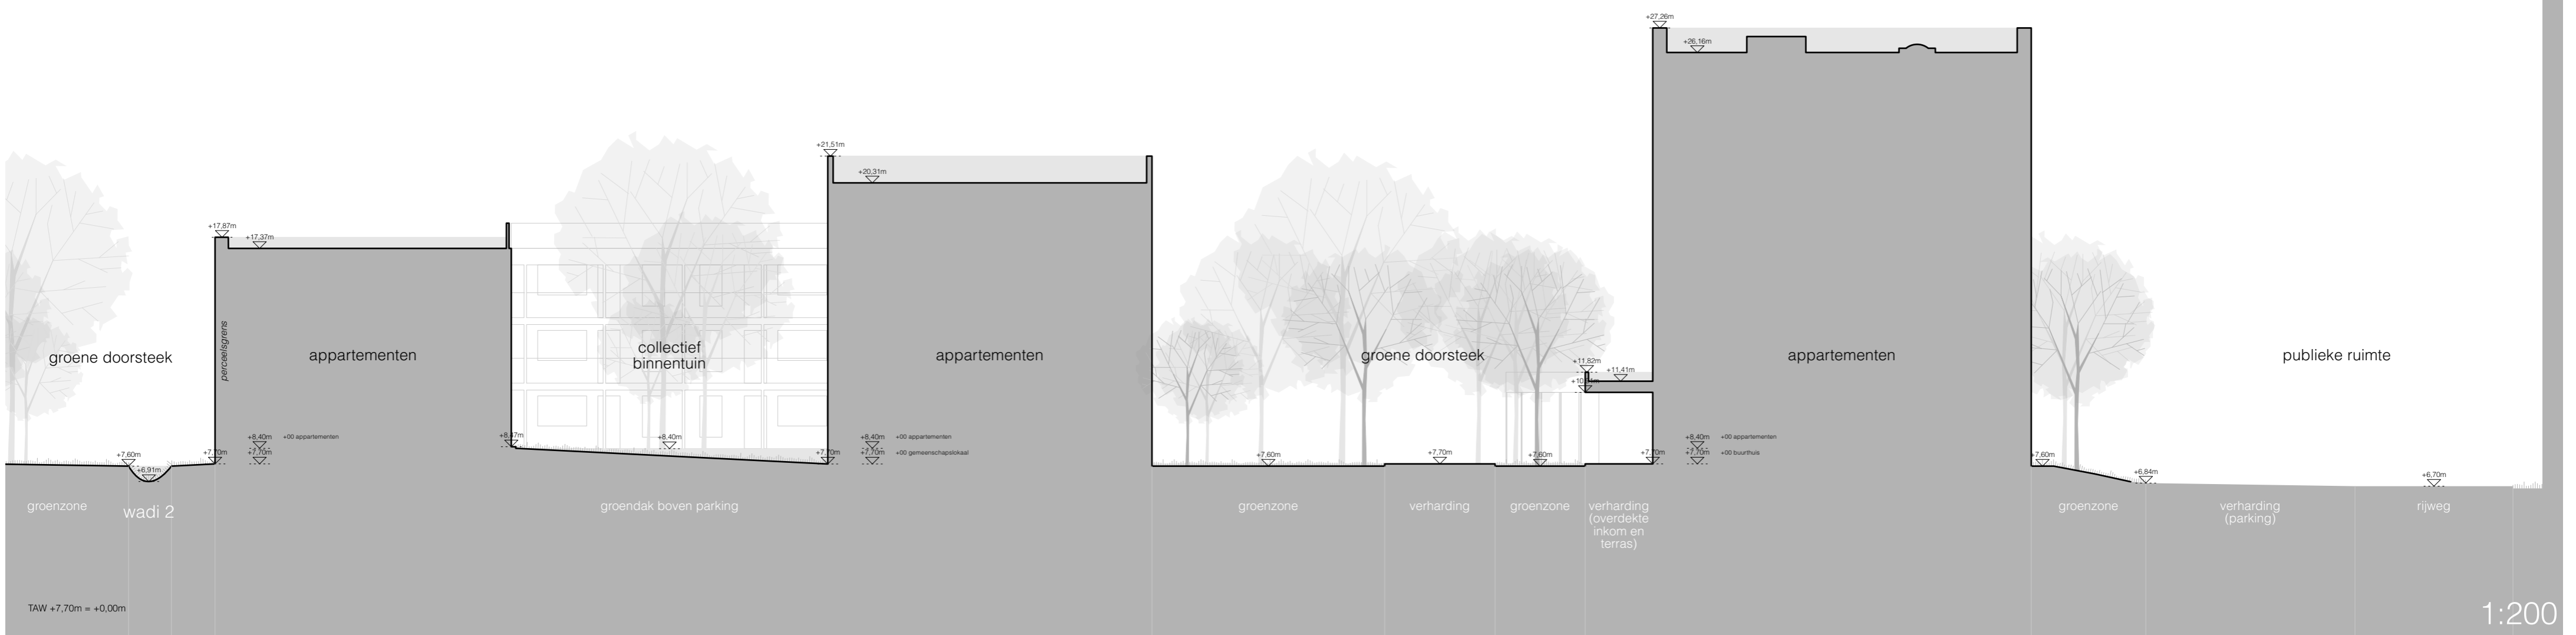 +27,26m
+26,16m
+21,51m
+20,31m
+17,87m
+17,37m
perceelsgrens
groene doorsteek
appartementen
collectief
binnentuin
appartementen
groene doorsteek
+11.82m
+11,41m
appartementen
publieke ruimte
+7,60m
+6,91m
+7,70m
+8,40m +00 appartementen
+7,70m
+8,40m
+7,70m
+8,40m +00 appartementen
+7,70m +00 gemeenschapslokaal
+7,60m
+7,70m
+7,60m
+7,70m
+8,40m +00 appartementen
+7,70m +00 buurthuis
+7,60m
+6,84m
+6,70m
groenzone
wadi 2
groendak boven parking
groenzone
verharding
groenzone
verharding
(overdekte
inkom en
terras)
groenzone
verharding
(parking)
rijweg
TAW +7,70m = +0,00m
1:200